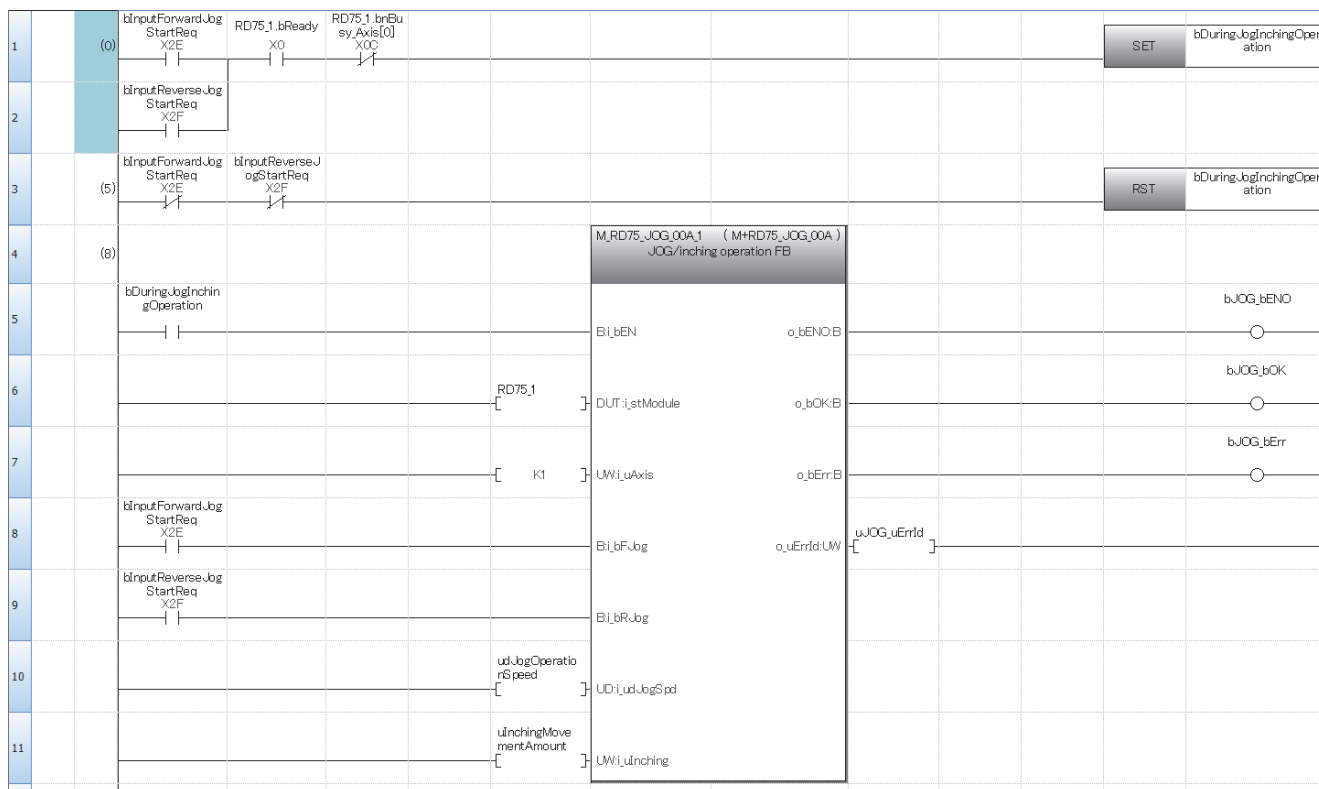 bInputForwardJog
StartReq
X2E
RD75_1.bReady
X0
RD75_1.bnBu
sy_Axis[0]
X0C
1
(0)
SET
bDuringJogInchingOper
ation
bInputReverseJog
StartReq
X2F
2
bInputForwardJog
StartReq
X2E
bInputReverseJ
ogStartReq
X2F
3
(5)
RST
bDuringJogInchingOper
ation
4
(8)
M_RD75_JOG_00A_1 ( M+RD75_JOG_00A )
JOG/inching operation FB
5
bDuringJogInchin
gOperation
B:i_bEN
o_bENO:B
bJOG_bENO
6
RD75_1
DUT:i_stModule
o_bOK:B
bJOG_bOK
7
K1
UW:i_uAxis
o_bErr:B
bJOG_bErr
8
bInputForwardJog
StartReq
X2E
B:i_bFJog
o_uErrId:UW
uJOG_uErrId
9
bInputReverseJog
StartReq
X2F
B:i_bRJog
10
udJogOperatio
nSpeed
UD:i_udJogSpd
11
uInchingMove
mentAmount
UW:i_uInching